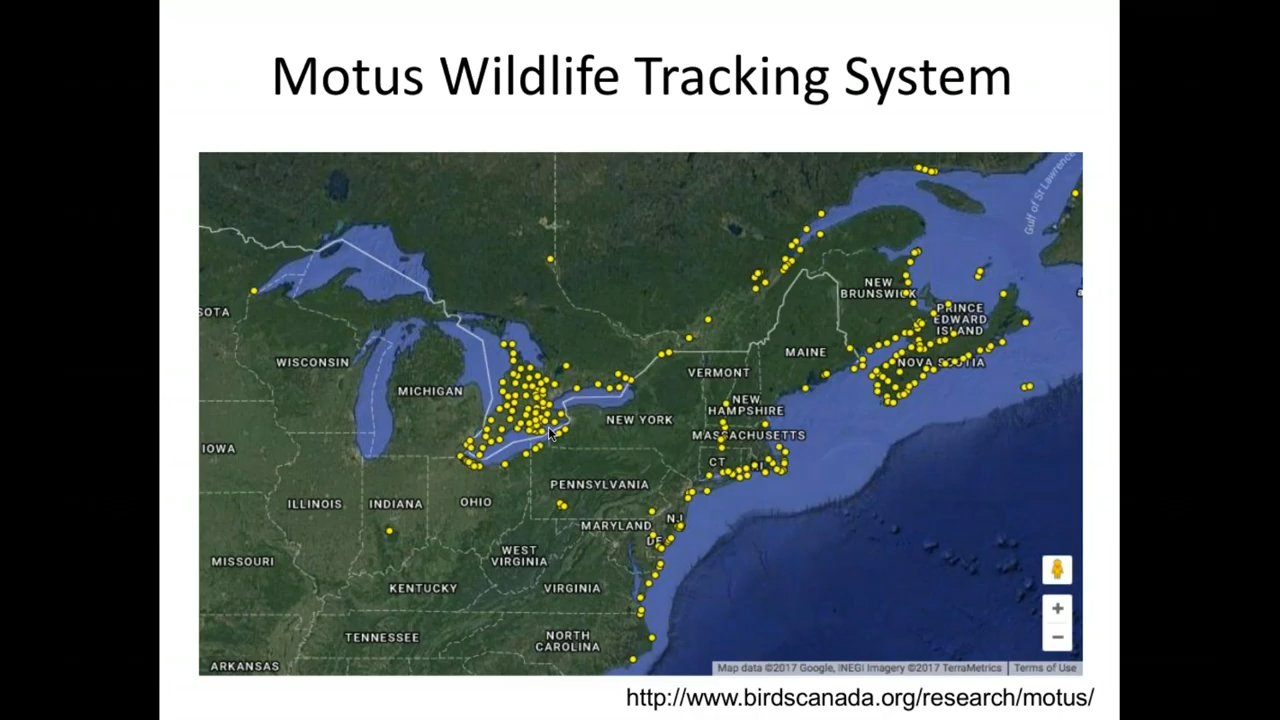 Motus Wildlife Tracking System
Gulf of St Lawrence
NEW
BRUNSWICK
PRINCE
EDWARD
ISLAND
SOTA
NOVA SCOTIA
MAINE
WISCONSIN
VERMONT
MICHIGAN
NEW
HAMPSHIRE
NEW YORK
MASSACHUSETTS
IOWA
CT
RI
PENNSYLVANIA
ILLINOIS
INDIANA
OHIO
NJ
MARYLAND
DE
WEST
VIRGINIA
MISSOURI
KENTUCKY
VIRGINIA
TENNESSEE
NORTH
CAROLINA
ARKANSAS
+
−
Map data ©2017 Google, INEGI Imagery ©2017 TerraMetrics
Terms of Use
http://www.birdscanada.org/research/motus/